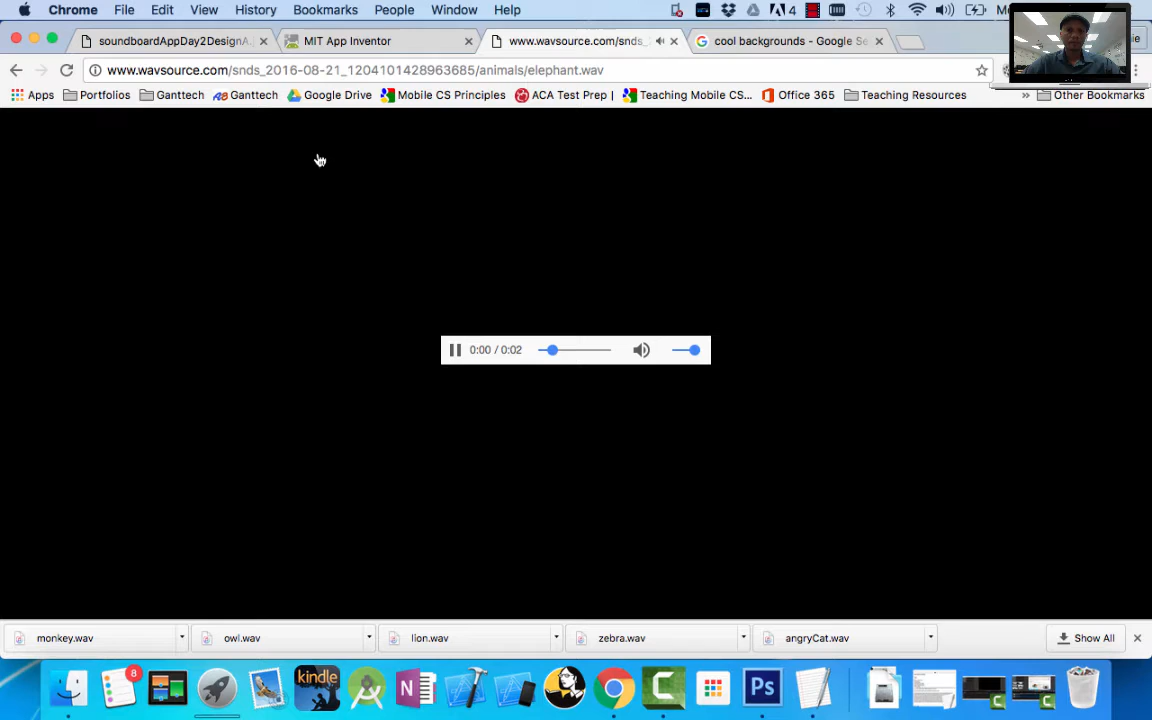 Chrome File Edit View History Bookmarks People Window Help 4
soundboardAppDay2DesignA MIT App Inventor www.wavsource.com/snds_ cool backgrounds - Google Se
www.wavsource.com/snds_2016-08-21_1204101428963685/animals/elephant.wav
Apps Portfolios Ganttech Ganttech Google Drive Mobile CS Principles ACA Test Prep | Teaching Mobile CS... Office 365 Teaching Resources » Other Bookmarks
0:00 / 0:02
monkey.wav owl.wav lion.wav zebra.wav angryCat.wav Show All
8 kindle N C Ps